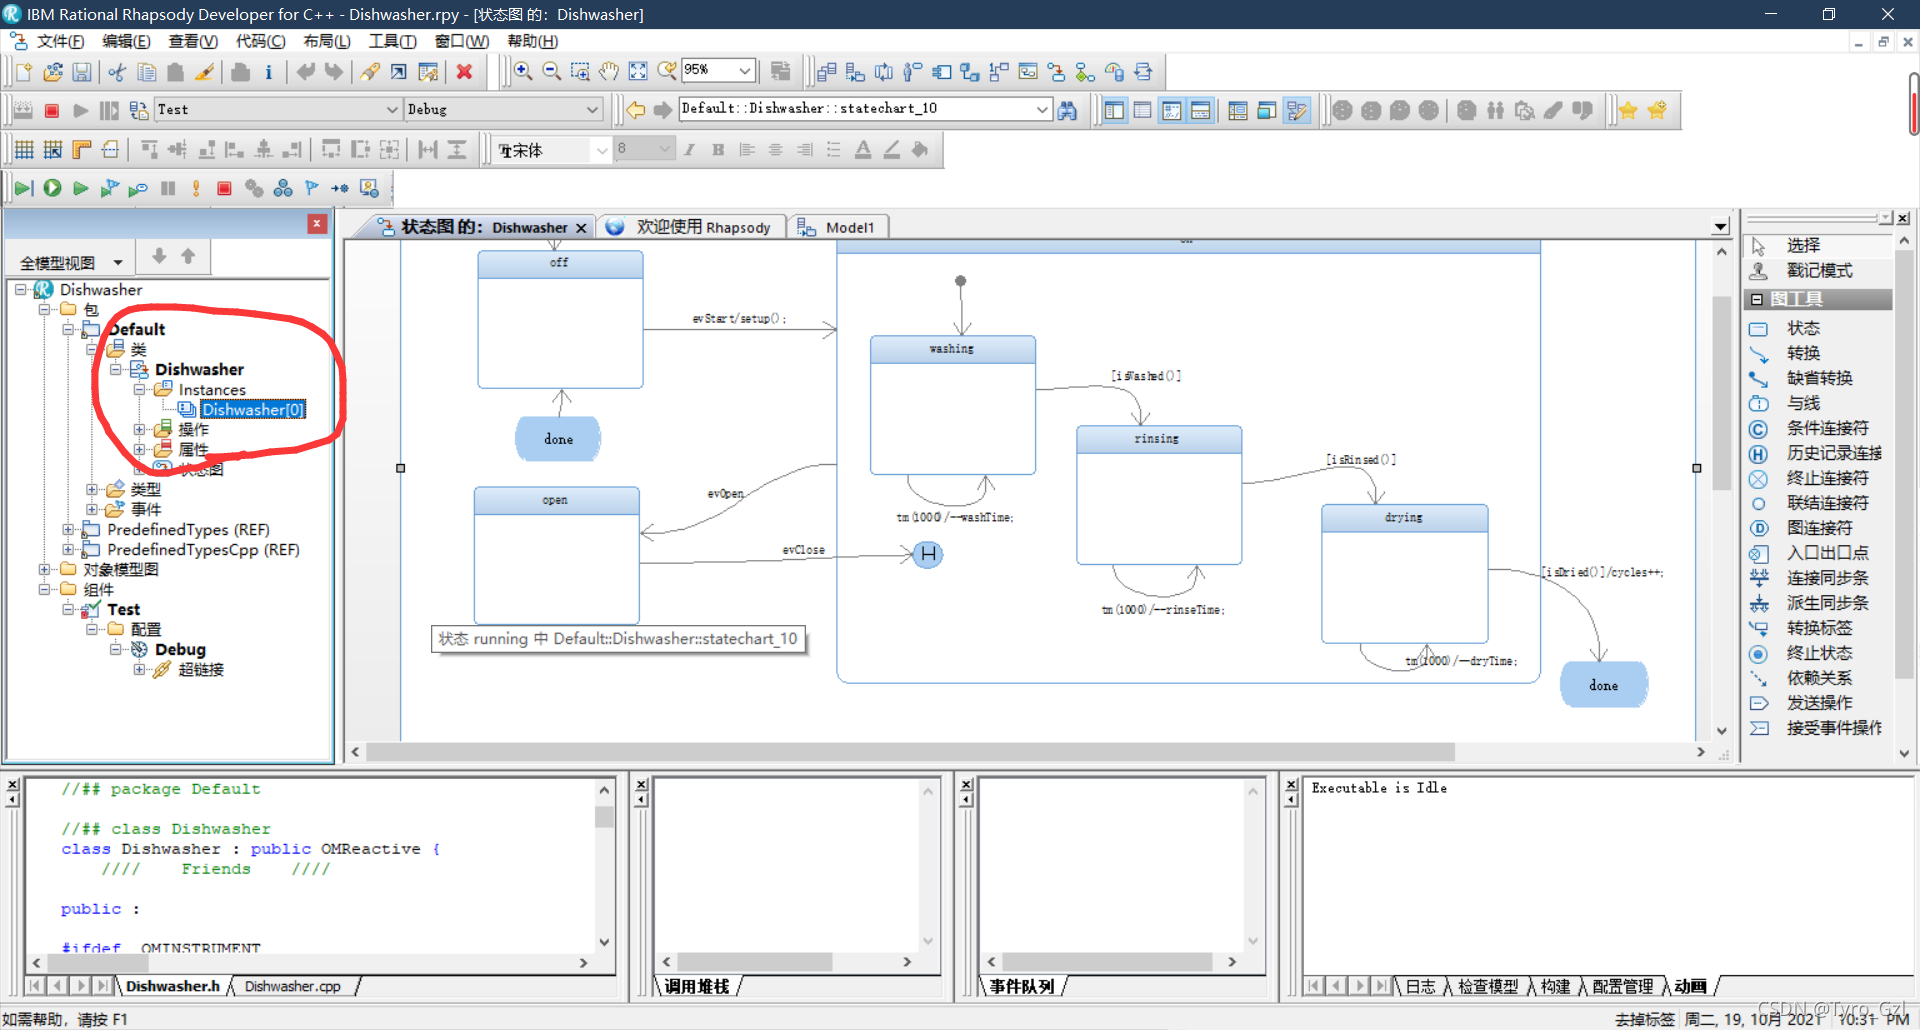 IBM Rational Rhapsody Developer for C++ - Dishwasher.rpy - [状态图 的: Dishwasher]
文件(F) 编辑(E) 查看(V) 代码(C) 布局(L) 工具(T) 窗口(W) 帮助(H)
95%
Test Debug Default::Dishwasher::statechart_10
宋体 8
状态图 的: Dishwasher 欢迎使用 Rhapsody Model1
全模型视图
Dishwasher
包
Default
类
Dishwasher
Instances
Dishwasher[0]
操作
属性
状态图
类型
事件
PredefinedTypes (REF)
PredefinedTypesCpp (REF)
对象模型图
组件
Test
配置
Debug
超链接
off
evStart/setup();
done
open
evOpen
evClose
H
washing
[isWashed()]
tm(1000)/--washTime;
rinsing
[isRinsed()]
tm(1000)/--rinseTime;
drying
[isDried()]/cycles++;
tm(1000)/--dryTime;
done
状态 running 中 Default::Dishwasher::statechart_10
选择
戳记模式
图工具
状态
转换
缺省转换
与线
条件连接符
历史记录连接
终止连接符
联结连接符
图连接符
入口出口点
连接同步条
派生同步条
转换标签
终止状态
依赖关系
发送操作
接受事件操作
//## package Default
//## class Dishwasher
class Dishwasher : public OMReactive {
//// Friends ////
public :
#ifdef _OMINSTRUMENT
Dishwasher.h Dishwasher.cpp
调用堆栈
事件队列
Executable is Idle
日志 检查模型 构建 配置管理 动画
如需帮助，请按 F1
去掉标签 周二, 19, 10月 2021 10:31 PM
CSDN @Tyro_Gzl